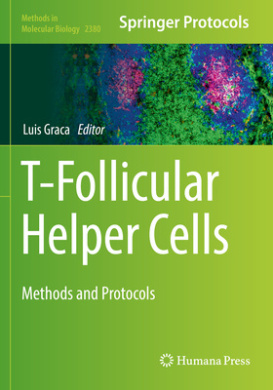 Methods in
Molecular Biology 2380
Springer Protocols
Luis Graca Editor
T-Follicular
Helper Cells
Methods and Protocols
Humana Press